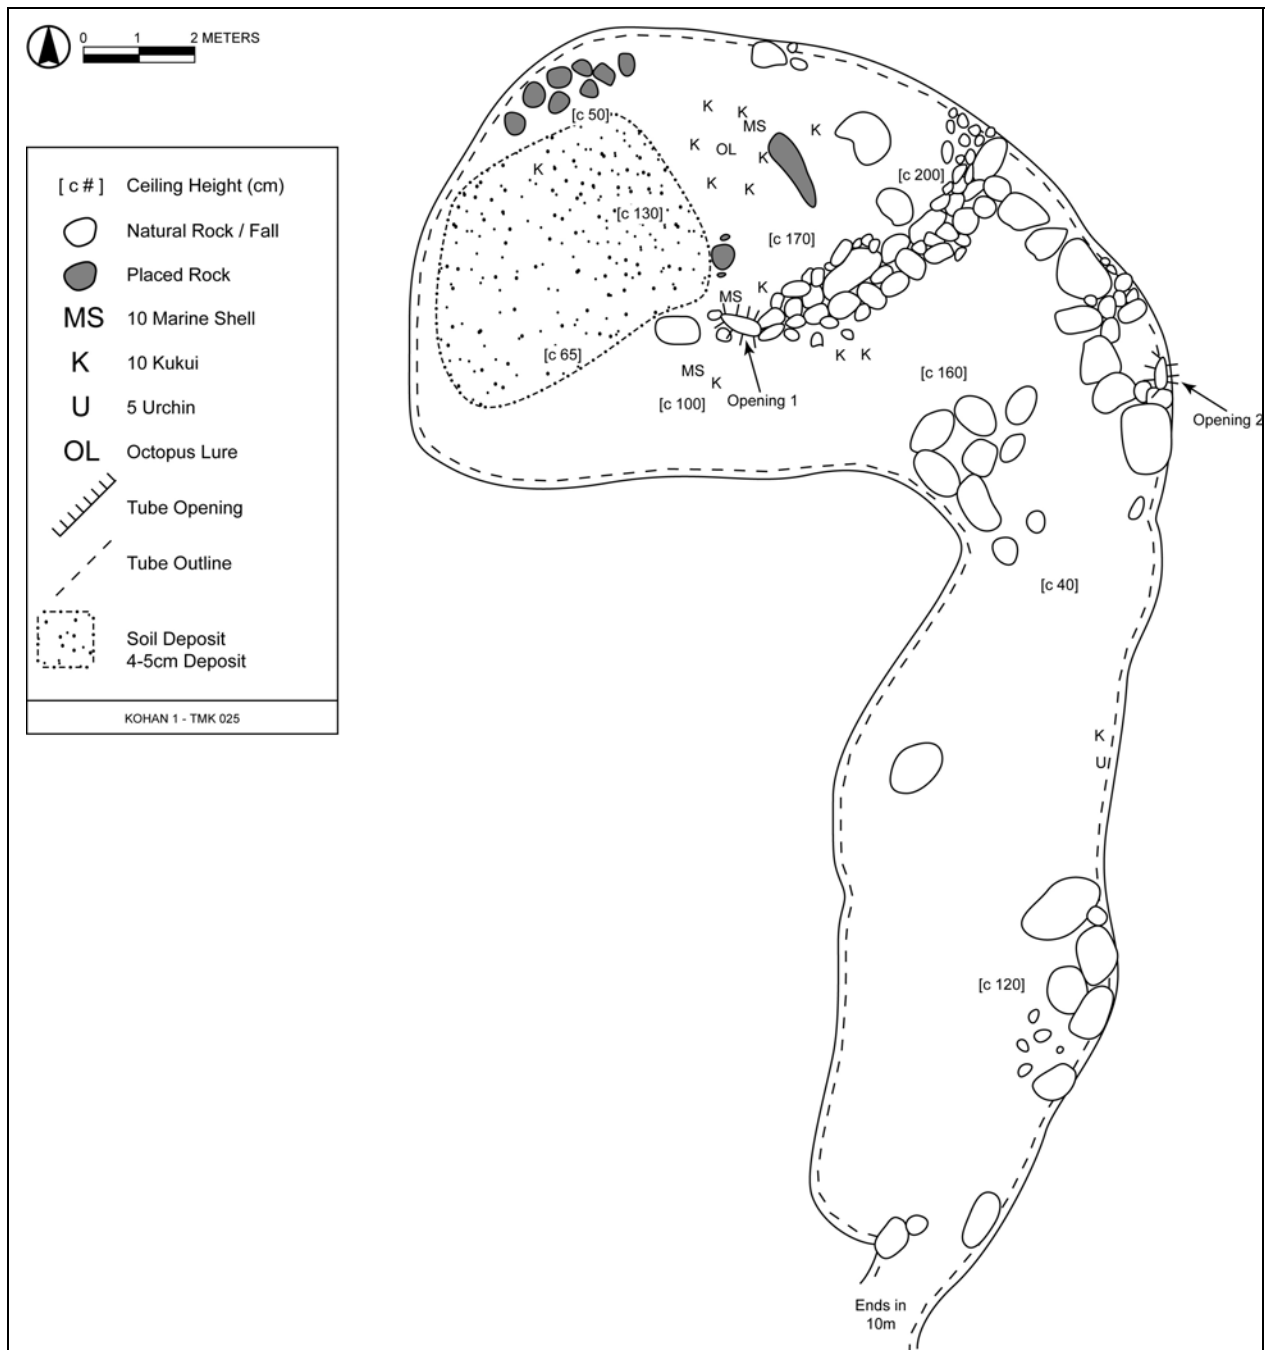 0 1 2 METERS
[ c # ] Ceiling Height (cm)
Natural Rock / Fall
Placed Rock
MS 10 Marine Shell
K 10 Kukui
U 5 Urchin
OL Octopus Lure
Tube Opening
Tube Outline
Soil Deposit
4-5cm Deposit
KOHAN 1 - TMK 025
[c 50]
K
K
MS
K
K
OL
K
K
K
K
[c 200]
[c 130]
[c 170]
K
MS
[c 65]
K K
MS
K
[c 100]
Opening 1
[c 160]
Opening 2
[c 40]
K
U
[c 120]
Ends in
10m